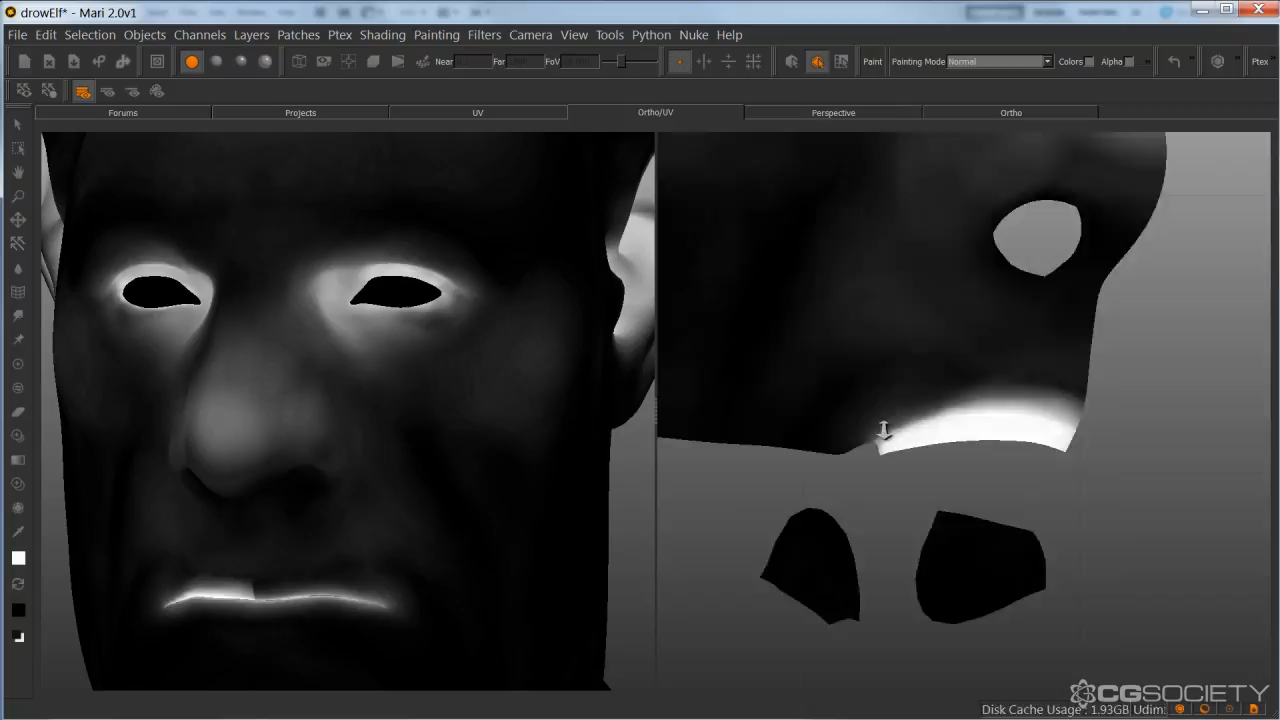 drowElf* - Mari 2.0v1
File Edit Selection Objects Channels Layers Patches Ptex Shading Painting Filters Camera View Tools Python Nuke Help
Near Far FoV Paint Painting Mode Normal Colors Alpha Ptex
Forums Projects UV Ortho/UV Perspective Ortho
CGSOCIETY
Disk Cache Usage : 1.93GB Udim: